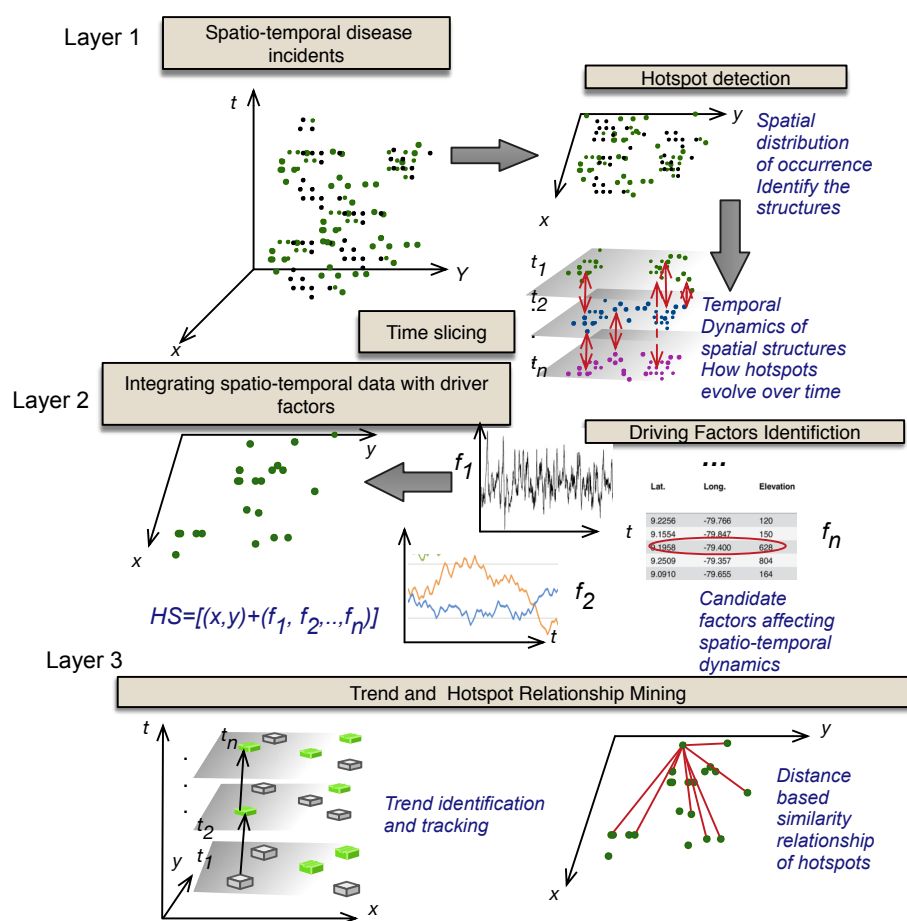 Layer 1
Spatio-temporal disease
incidents
t
Y
x
Hotspot detection
y
x
Spatial
distribution
of occurrence
Identify the
structures
t1
t2
.
.
tn
Time slicing
Temporal
Dynamics of
spatial structures
How hotspots
evolve over time
Layer 2
Integrating spatio-temporal data with driver
factors
y
x
HS=[(x,y)+(f1, f2,..,fn)]
f1
t
f2
t
Driving Factors Identifiction
...
Lat. Long. Elevation
9.2256 -79.766 120
9.1554 -79.847 150
9.1958 -79.400 628
9.2509 -79.357 804
9.0910 -79.655 164
fn
Candidate
factors affecting
spatio-temporal
dynamics
Layer 3
Trend and Hotspot Relationship Mining
t
tn
.
.
t2
t1
y
x
Trend identification
and tracking
y
x
Distance
based
similarity
relationship
of hotspots